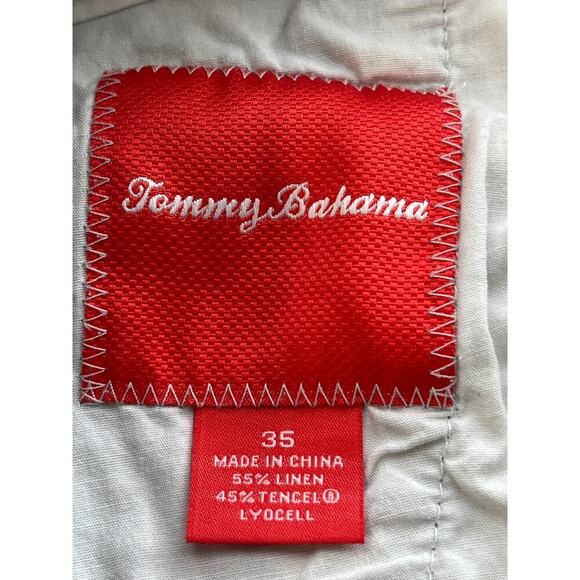 Tommy Bahama
35
MADE IN CHINA
55% LINEN
45% TENCEL®
LYOCELL